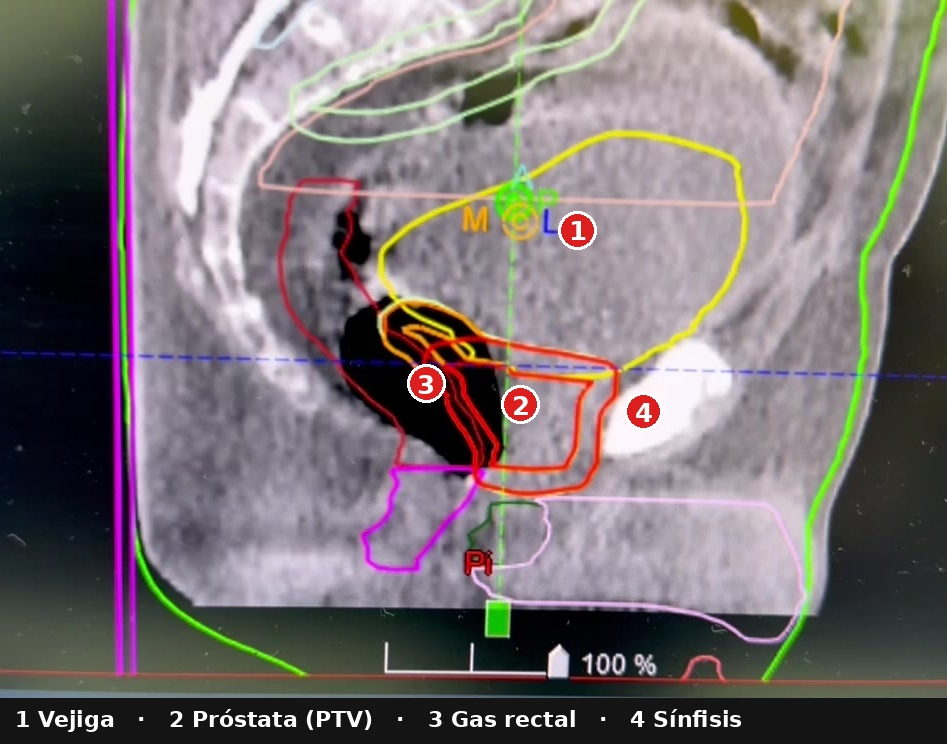 A
M L
1
3
2
4
Pi
100 %
1 Vejiga · 2 Próstata (PTV) · 3 Gas rectal · 4 Sínfisis